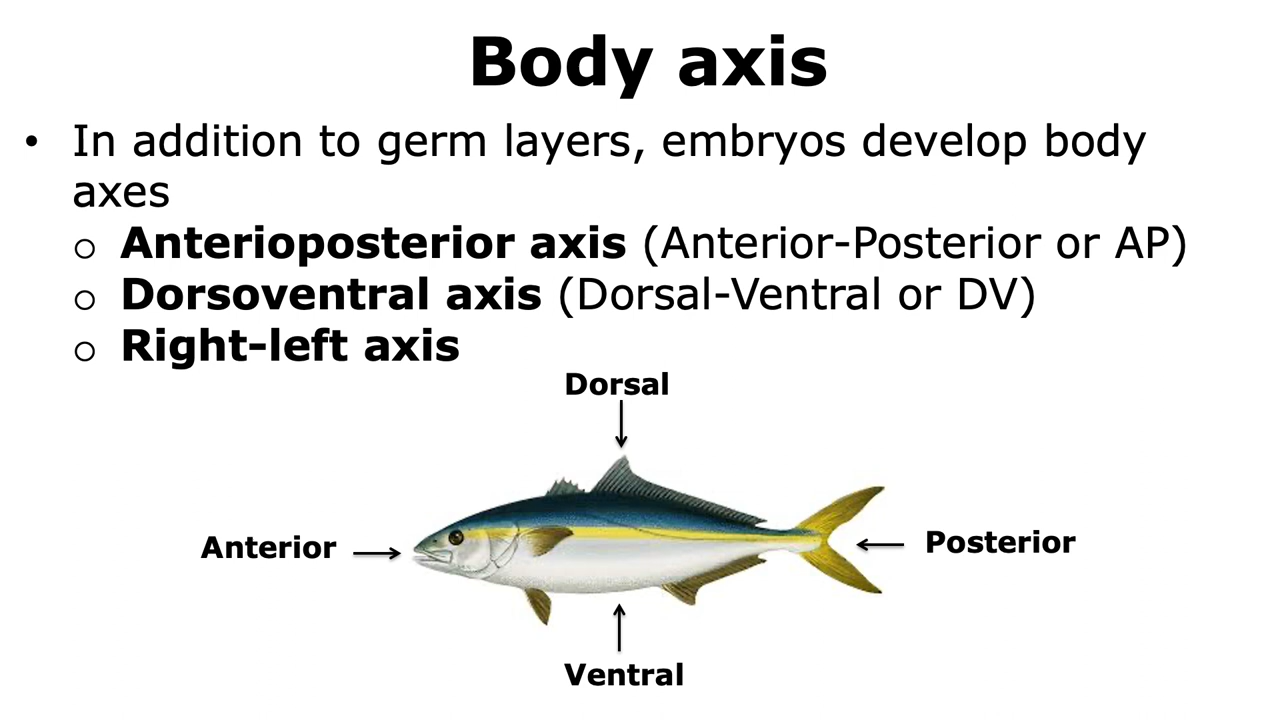 Body axis
• In addition to germ layers, embryos develop body
axes
o Anterioposterior axis (Anterior-Posterior or AP)
o Dorsoventral axis (Dorsal-Ventral or DV)
o Right-left axis
Dorsal
Anterior
Posterior
Ventral